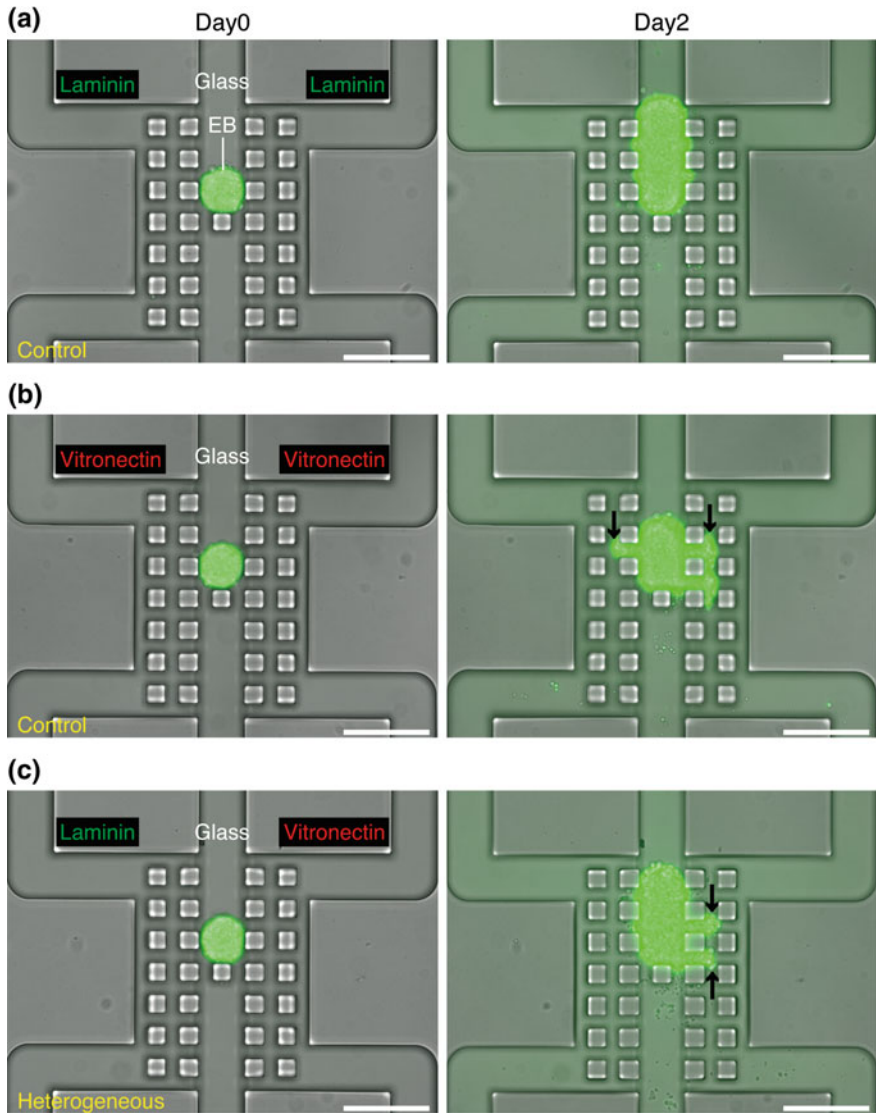 (a)
Day0
Day2
Laminin
Glass
Laminin
EB
Control
(b)
Vitronectin
Glass
Vitronectin
Control
(c)
Laminin
Glass
Vitronectin
Heterogeneous